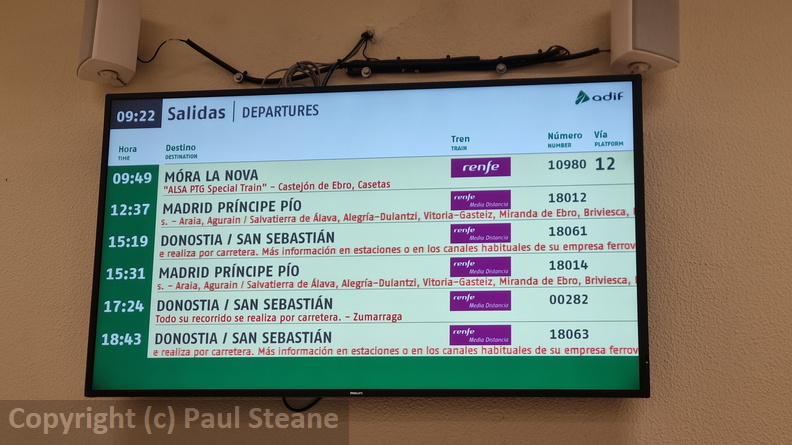 09:22 Salidas | DEPARTURES adif
Hora Destino Tren Número Vía
TIME DESTINATION TRAIN NUMBER PLATFORM
09:49 MÓRA LA NOVA renfe 10980 12
"ALSA PTG Special Train" - Castejón de Ebro, Casetas
12:37 MADRID PRÍNCIPE PÍO renfe Media Distancia 18012
s. - Araia, Agurain / Salvatierra de Álava, Alegría-Dulantzi, Vitoria-Gasteiz, Miranda de Ebro, Briviesca,
15:19 DONOSTIA / SAN SEBASTIÁN renfe Media Distancia 18061
e realiza por carretera. Más información en estaciones o en los canales habituales de su empresa ferrov
15:31 MADRID PRÍNCIPE PÍO renfe Media Distancia 18014
s. - Araia, Agurain / Salvatierra de Álava, Alegría-Dulantzi, Vitoria-Gasteiz, Miranda de Ebro, Briviesca,
17:24 DONOSTIA / SAN SEBASTIÁN renfe Media Distancia 00282
Todo su recorrido se realiza por carretera. - Zumarraga
18:43 DONOSTIA / SAN SEBASTIÁN renfe Media Distancia 18063
e realiza por carretera. Más información en estaciones o en los canales habituales de su empresa ferrov
PHILIPS
Copyright (c) Paul Steane